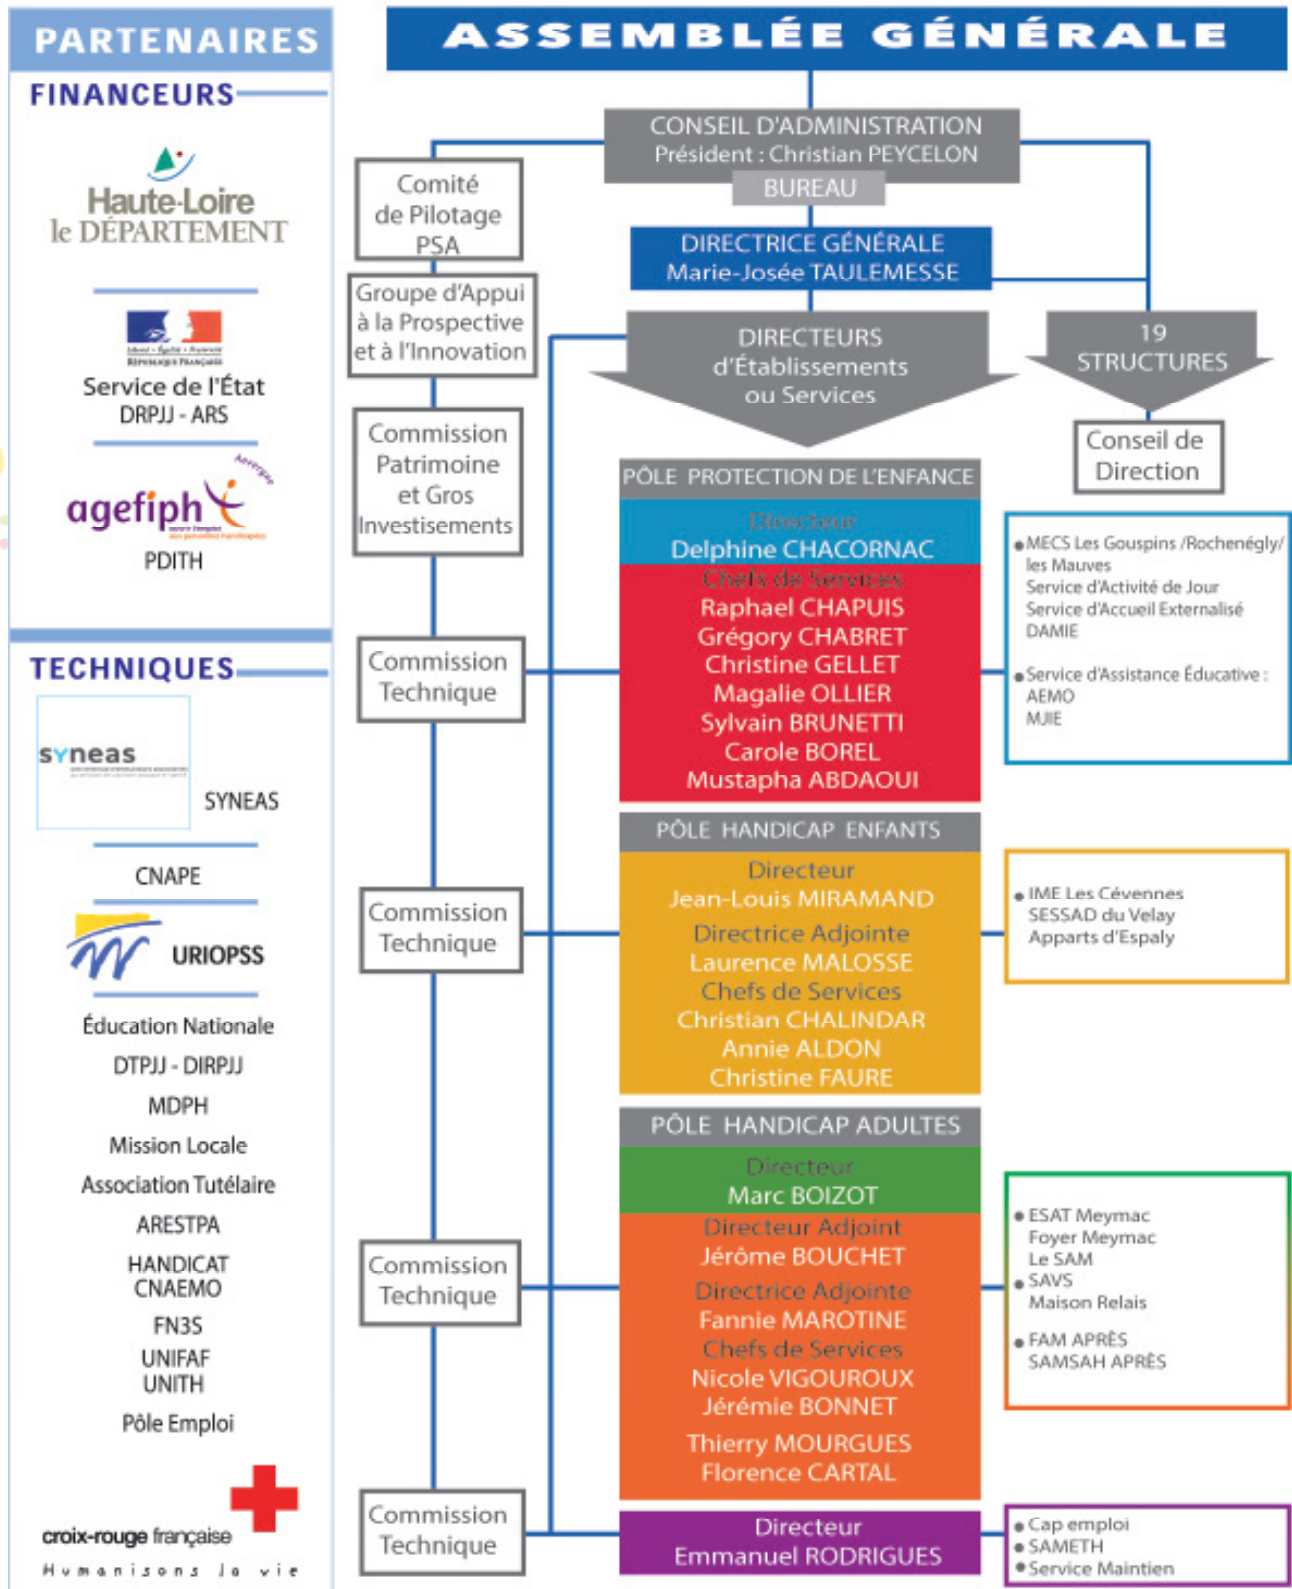 PARTENAIRES
FINANCEURS
Haute-Loire
le DÉPARTEMENT
Liberté • Égalité • Fraternité
RÉPUBLIQUE FRANÇAISE
Service de l'État
DRPJJ - ARS
Auvergne
agefiph
PDITH
TECHNIQUES
syneas
SYNEAS
CNAPE
URIOPSS
Éducation Nationale
DTPJJ - DIRPJJ
MDPH
Mission Locale
Association Tutélaire
ARESTPA
HANDICAT
CNAEMO
FN3S
UNIFAF
UNITH
Pôle Emploi
croix-rouge française
Humanisons la vie
ASSEMBLÉE GÉNÉRALE
CONSEIL D'ADMINISTRATION
Président : Christian PEYCELON
BUREAU
DIRECTRICE GÉNÉRALE
Marie-Josée TAULEMESSE
Comité
de Pilotage
PSA
Groupe d'Appui
à la Prospective
et à l'Innovation
Commission
Patrimoine
et Gros
Investisements
DIRECTEURS
d'Établissements
ou Services
19
STRUCTURES
Conseil de
Direction
PÔLE PROTECTION DE L'ENFANCE
Directeur
Delphine CHACORNAC
Chefs de Services
Raphael CHAPUIS
Grégory CHABRET
Christine GELLET
Magalie OLLIER
Sylvain BRUNETTI
Carole BOREL
Mustapha ABDAOUI
Commission
Technique
• MECS Les Gouspins /Rochenégly/
les Mauves
Service d'Activité de Jour
Service d'Accueil Externalisé
DAMIE
• Service d'Assistance Éducative :
AEMO
MJIE
PÔLE HANDICAP ENFANTS
Directeur
Jean-Louis MIRAMAND
Directrice Adjointe
Laurence MALOSSE
Chefs de Services
Christian CHALINDAR
Annie ALDON
Christine FAURE
Commission
Technique
• IME Les Cévennes
SESSAD du Velay
Apparts d'Espaly
PÔLE HANDICAP ADULTES
Directeur
Marc BOIZOT
Directeur Adjoint
Jérôme BOUCHET
Directrice Adjointe
Fannie MAROTINE
Chefs de Services
Nicole VIGOUROUX
Jérémie BONNET
Thierry MOURGUES
Florence CARTAL
Commission
Technique
• ESAT Meymac
Foyer Meymac
Le SAM
• SAVS
Maison Relais
• FAM APRÈS
SAMSAH APRÈS
Commission
Technique
Directeur
Emmanuel RODRIGUES
• Cap emploi
• SAMETH
• Service Maintien